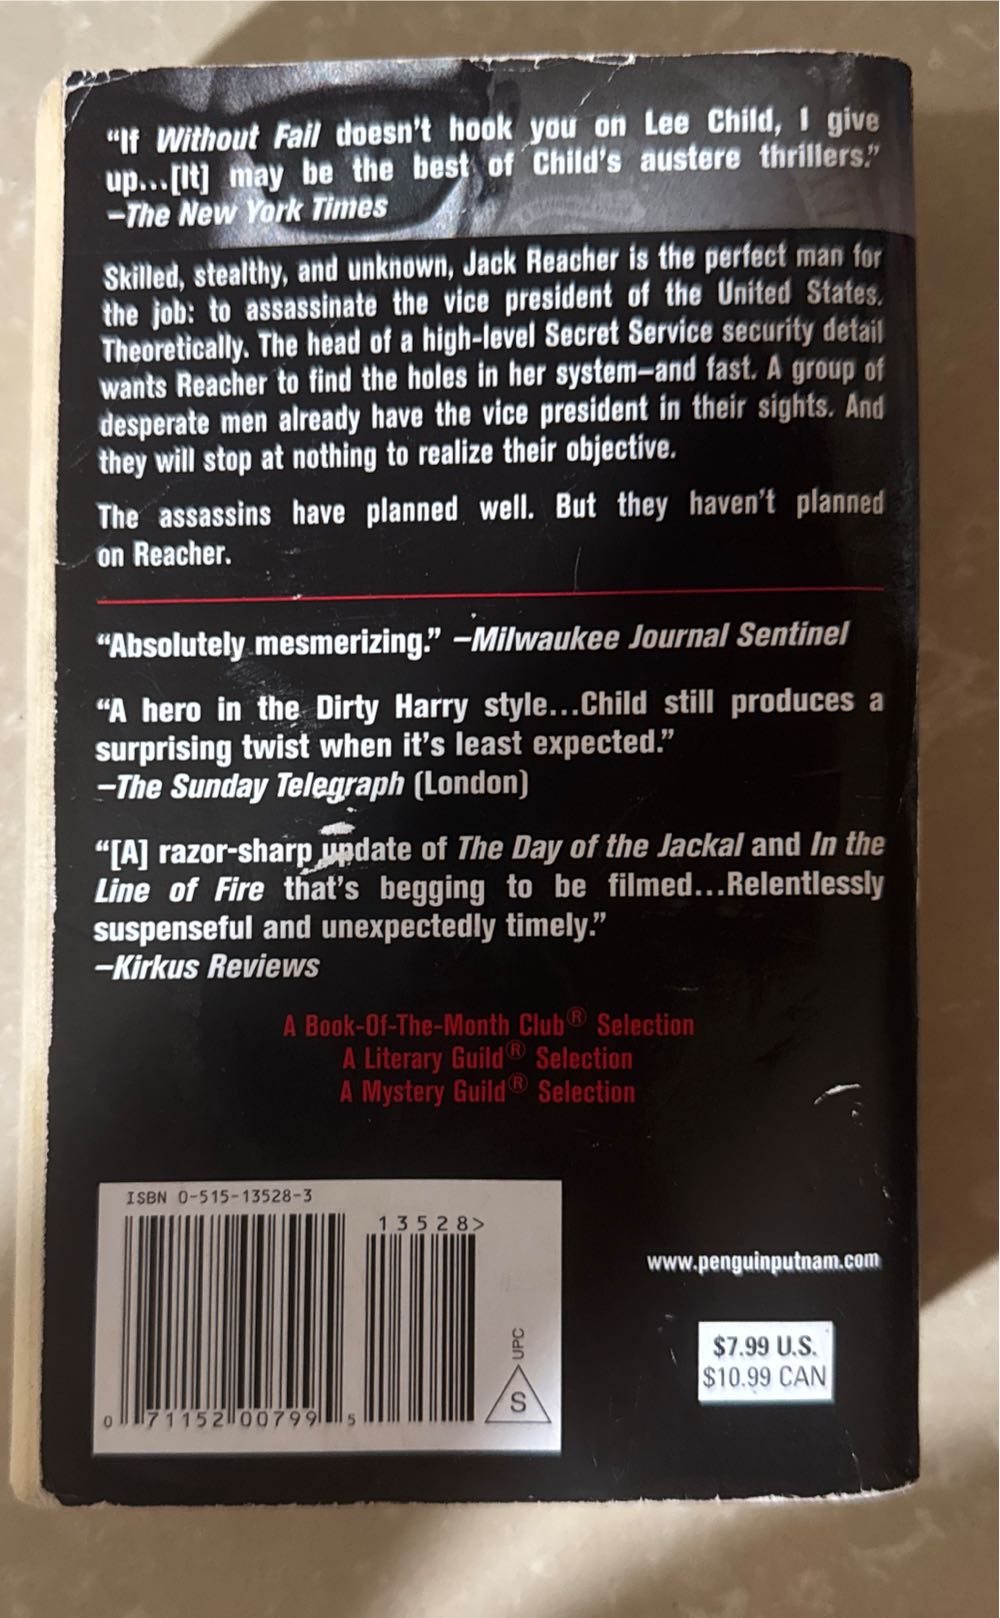 “If Without Fail doesn’t hook you on Lee Child, I give
up...[It] may be the best of Child’s austere thrillers.”
–The New York Times
Skilled, stealthy, and unknown, Jack Reacher is the perfect man for
the job: to assassinate the vice president of the United States.
Theoretically. The head of a high-level Secret Service security detail
wants Reacher to find the holes in her system–and fast. A group of
desperate men already have the vice president in their sights. And
they will stop at nothing to realize their objective.
The assassins have planned well. But they haven’t planned
on Reacher.
“Absolutely mesmerizing.” –Milwaukee Journal Sentinel
“A hero in the Dirty Harry style...Child still produces a
surprising twist when it’s least expected.”
–The Sunday Telegraph (London)
“[A] razor-sharp update of The Day of the Jackal and In the
Line of Fire that’s begging to be filmed...Relentlessly
suspenseful and unexpectedly timely.”
–Kirkus Reviews
A Book-Of-The-Month Club® Selection
A Literary Guild® Selection
A Mystery Guild® Selection
ISBN 0-515-13528-3
13528>
www.penguinputnam.com
$7.99 U.S.
$10.99 CAN
UPC
S
0 71152 00799 5